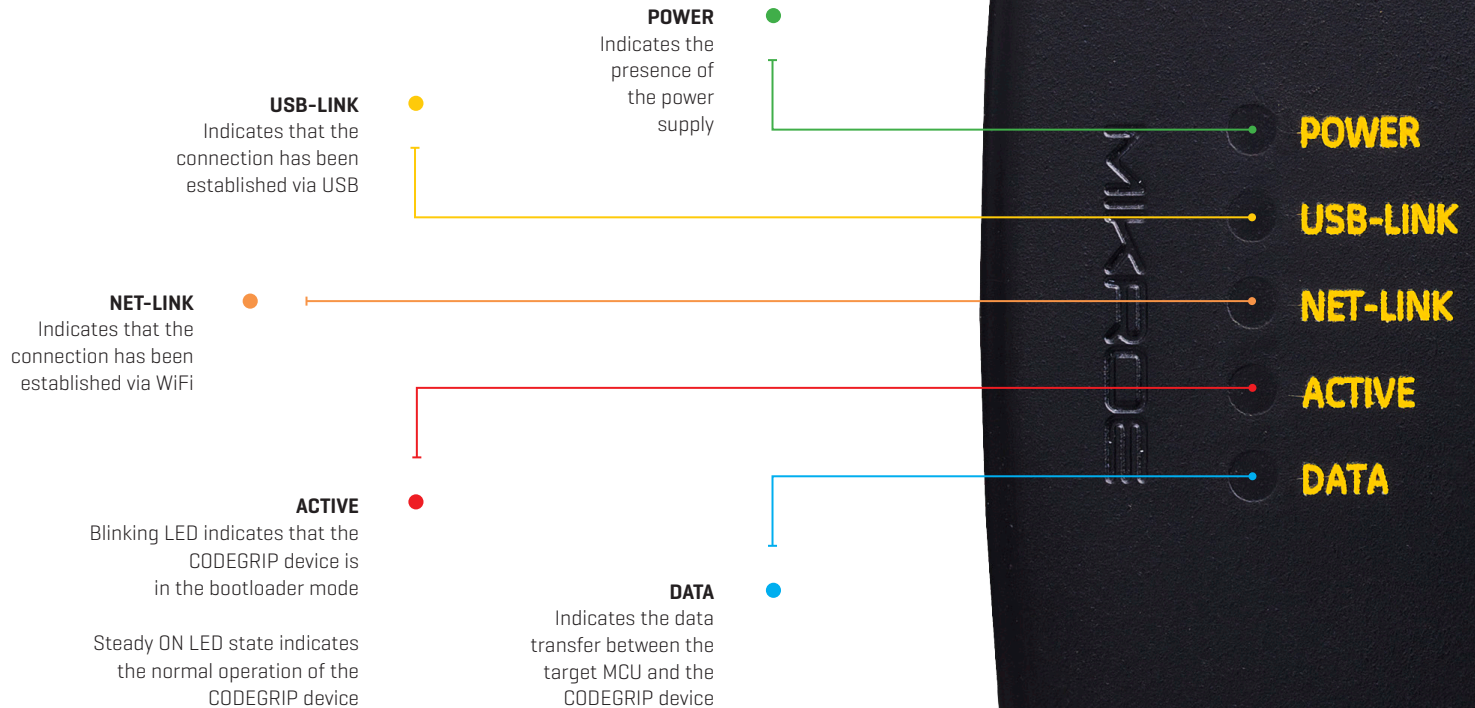 POWER
Indicates the
presence of
the power
supply
USB-LINK
Indicates that the
connection has been
established via USB
NET-LINK
Indicates that the
connection has been
established via WiFi
ACTIVE
Blinking LED indicates that the
CODEGRIP device is
in the bootloader mode
Steady ON LED state indicates
the normal operation of the
CODEGRIP device
DATA
Indicates the data
transfer between the
target MCU and the
CODEGRIP device
MIKROE
POWER
USB-LINK
NET-LINK
ACTIVE
DATA